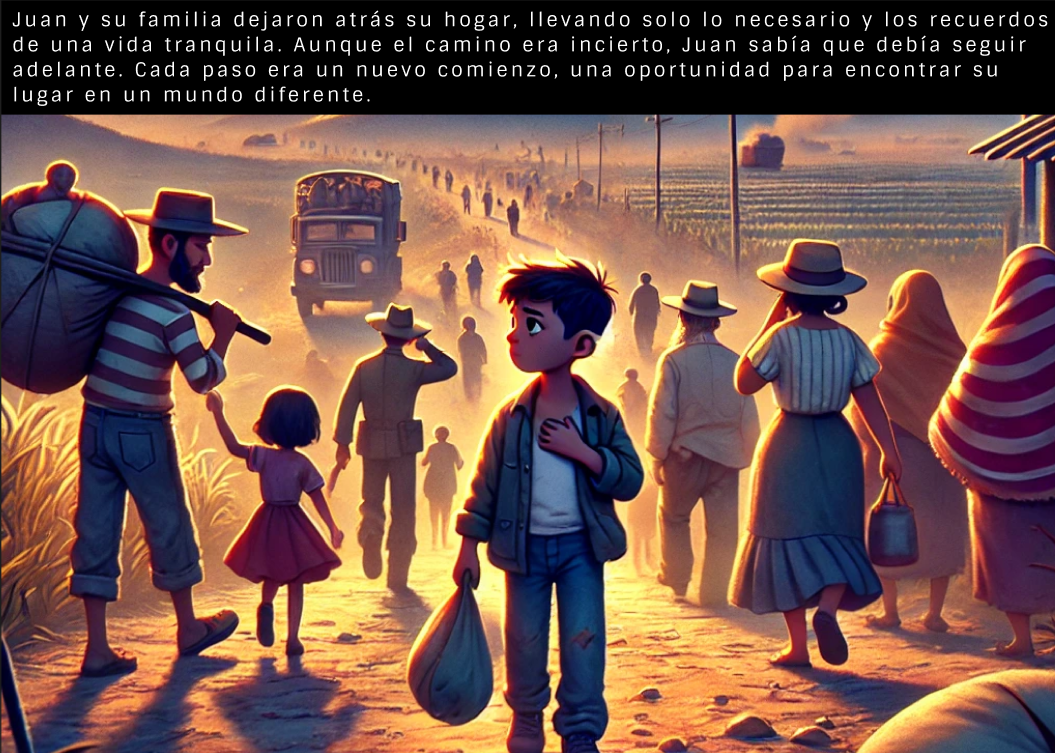 Juan y su familia dejaron atrás su hogar, llevando solo lo necesario y los recuerdos
de una vida tranquila. Aunque el camino era incierto, Juan sabía que debía seguir
adelante. Cada paso era un nuevo comienzo, una oportunidad para encontrar su
lugar en un mundo diferente.